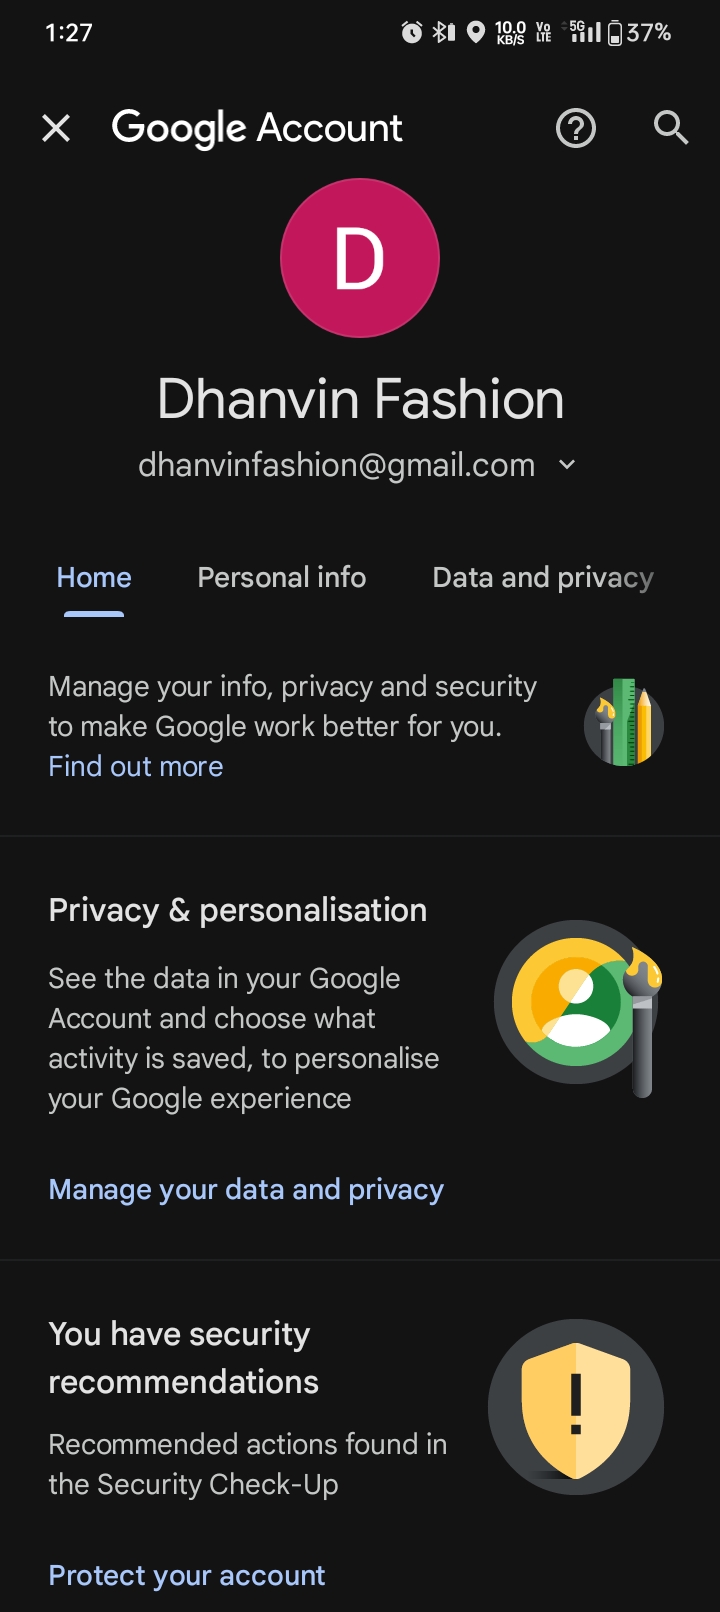 1:27
10.0
KB/S
Vo
LTE
5G
37%
Google Account
D
Dhanvin Fashion
dhanvinfashion@gmail.com
Home Personal info Data and privacy
Manage your info, privacy and security
to make Google work better for you.
Find out more
Privacy & personalisation
See the data in your Google
Account and choose what
activity is saved, to personalise
your Google experience
Manage your data and privacy
You have security
recommendations
Recommended actions found in
the Security Check-Up
Protect your account